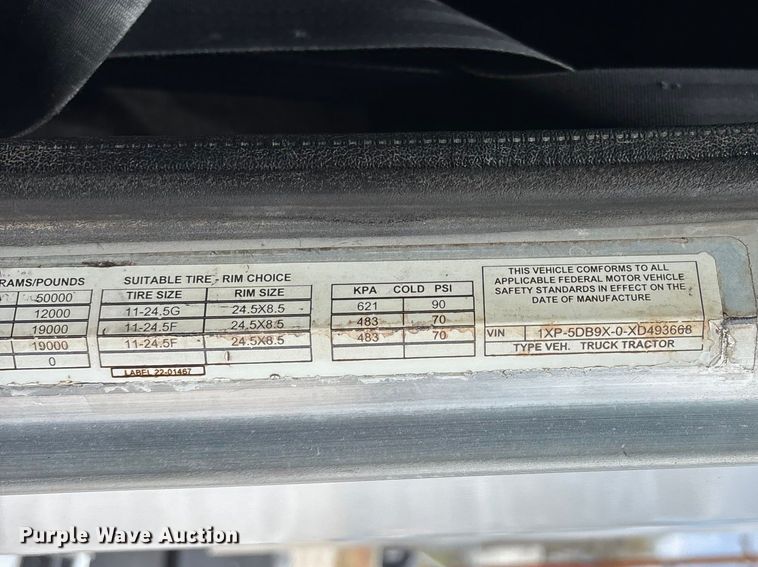 RAMS/POUNDS
50000
12000
19000
19000
0
SUITABLE TIRE - RIM CHOICE
TIRE SIZE RIM SIZE
11-24.5G 24.5X8.5
11-24.5F 24.5X8.5
11-24.5F 24.5X8.5
LABEL 22-01467
KPA COLD PSI
621 90
483 70
483 70
THIS VEHICLE CONFORMS TO ALL
APPLICABLE FEDERAL MOTOR VEHICLE
SAFETY STANDARDS IN EFFECT ON THE
DATE OF MANUFACTURE
VIN 1XP-5DB9X-0-XD493668
TYPE VEH. TRUCK TRACTOR
Purple Wave Auction